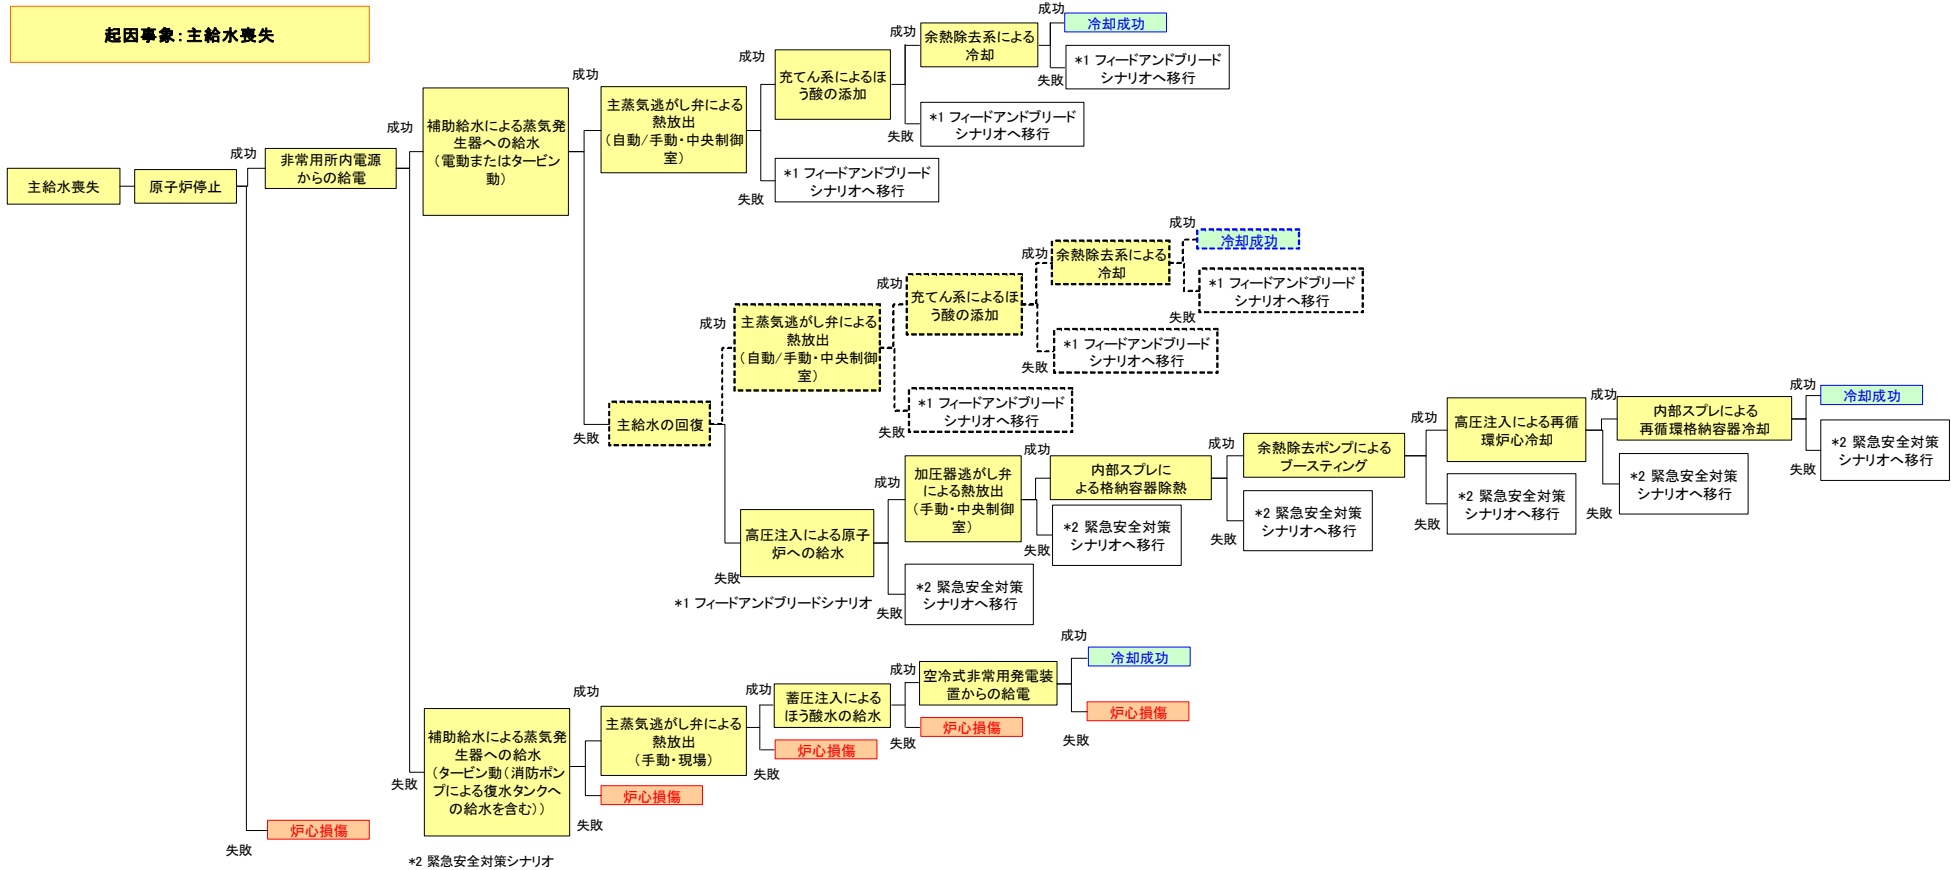 起因事象：主給水喪失
主給水喪失
原子炉停止
成功
失敗
非常用所内電源
からの給電
炉心損傷
成功
失敗
補助給水による蒸気発
生器への給水
（電動またはタービン
動）
成功
失敗
主蒸気逃がし弁による
熱放出
（自動/手動・中央制御
室）
成功
失敗
充てん系によるほ
う酸の添加
*1 フィードアンドブリード
シナリオへ移行
成功
失敗
余熱除去系による
冷却
*1 フィードアンドブリード
シナリオへ移行
成功
失敗
冷却成功
*1 フィードアンドブリード
シナリオへ移行
主給水の回復
成功
失敗
主蒸気逃がし弁による
熱放出
（自動/手動・中央制御
室）
成功
失敗
充てん系によるほ
う酸の添加
*1 フィードアンドブリード
シナリオへ移行
成功
失敗
余熱除去系による
冷却
*1 フィードアンドブリード
シナリオへ移行
成功
失敗
冷却成功
*1 フィードアンドブリード
シナリオへ移行
高圧注入による原子
炉への給水
*1 フィードアンドブリードシナリオ
成功
失敗
加圧器逃がし弁
による熱放出
（手動・中央制御
室）
*2 緊急安全対策
シナリオへ移行
成功
失敗
内部スプレに
よる格納容器除熱
*2 緊急安全対策
シナリオへ移行
成功
失敗
余熱除去ポンプによる
ブースティング
*2 緊急安全対策
シナリオへ移行
成功
失敗
高圧注入による再循
環炉心冷却
*2 緊急安全対策
シナリオへ移行
成功
失敗
内部スプレによる
再循環格納容器冷却
*2 緊急安全対策
シナリオへ移行
成功
失敗
冷却成功
*2 緊急安全対策
シナリオへ移行
補助給水による蒸気発
生器への給水
（タービン動（消防ポン
プによる復水タンクへ
の給水を含む））
*2 緊急安全対策シナリオ
成功
失敗
主蒸気逃がし弁による
熱放出
（手動・現場）
炉心損傷
成功
失敗
蓄圧注入による
ほう酸水の給水
炉心損傷
成功
失敗
空冷式非常用発電装
置からの給電
炉心損傷
成功
失敗
冷却成功
炉心損傷